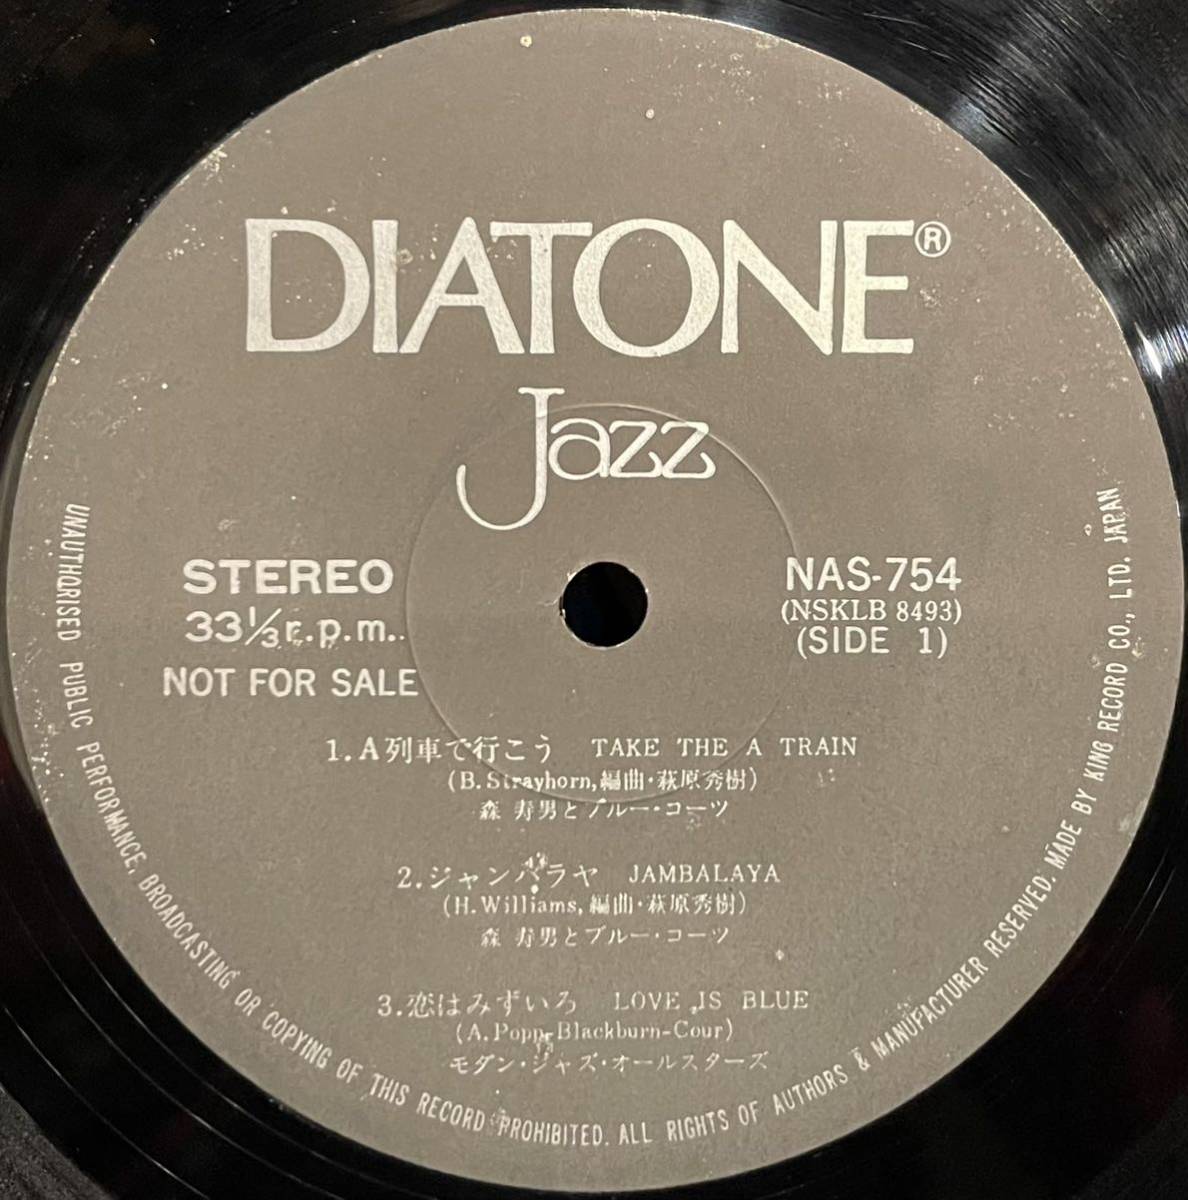 DIATONE®
Jazz
STEREO
33⅓ r.p.m.
NOT FOR SALE
NAS-754
(NSKLB 8493)
(SIDE 1)
1. A列車で行こう TAKE THE A TRAIN
(B. Strayhorn, 編曲・萩原秀樹)
森 寿男とブルー・コーツ
2. ジャンバラヤ JAMBALAYA
(H. Williams, 編曲・萩原秀樹)
森 寿男とブルー・コーツ
3. 恋はみずいろ LOVE IS BLUE
(A. Popp-Blackburn-Cour)
モダン・ジャズ・オールスターズ
UNAUTHORISED PUBLIC PERFORMANCE, BROADCASTING OR COPYING OF THIS RECORD PROHIBITED. ALL RIGHTS OF AUTHORS & MANUFACTURER RESERVED. MADE BY KING RECORD CO., LTD. JAPAN